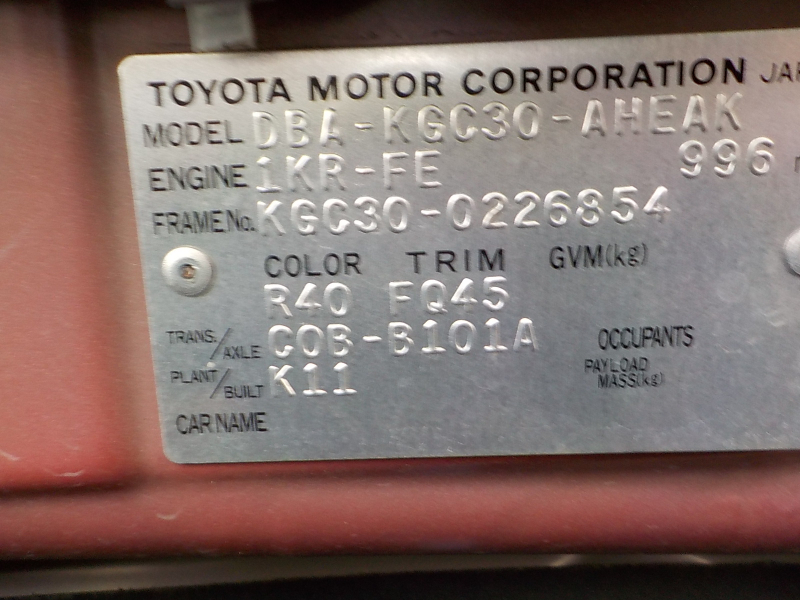 TOYOTA MOTOR CORPORATION JAP
MODEL DBA-KGC30-AHEAK
ENGINE 1KR-FE 996
FRAME No. KGC30-0226854
COLOR TRIM GVM(kg)
R40 FQ45
TRANS./AXLE C0B-B101A OCCUPANTS
PLANT/BUILT K11 PAYLOAD MASS(kg)
CAR NAME